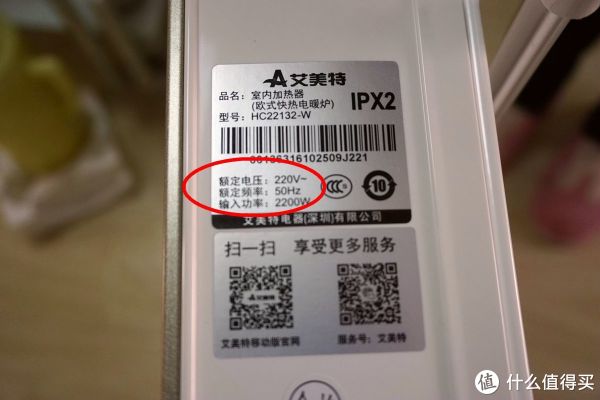 艾美特
品名：室内加热器
(欧式快热电暖炉)
IPX2
型号：HC22132-W
06136316102509J221
额定电压：220V~
额定频率：50Hz
输入功率：2200W
10
艾美特电器(深圳)有限公司
扫一扫 享受更多服务
艾美特移动版官网
服务号：艾美特
值 什么值得买